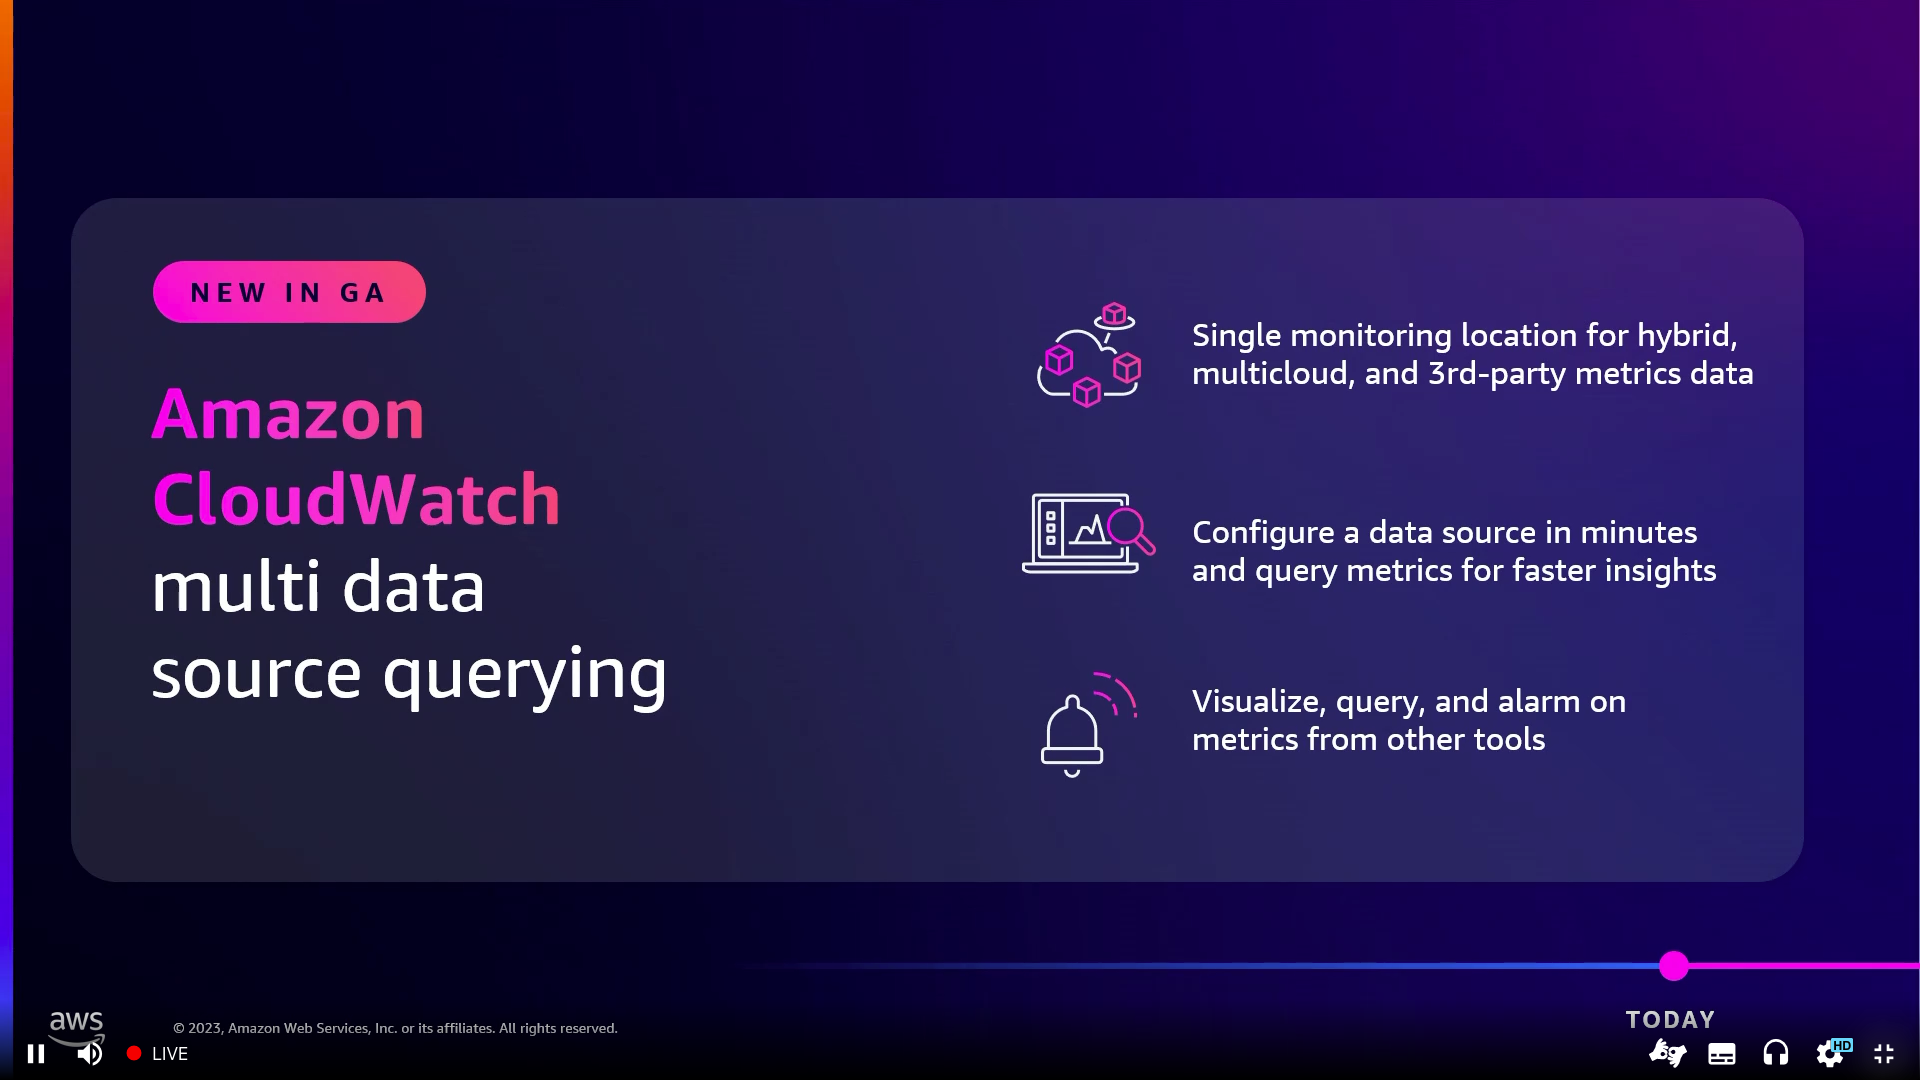 NEW IN GA
Amazon
CloudWatch
multi data
source querying
Single monitoring location for hybrid,
multicloud, and 3rd-party metrics data
Configure a data source in minutes
and query metrics for faster insights
Visualize, query, and alarm on
metrics from other tools
TODAY
aws
© 2023, Amazon Web Services, Inc. or its affiliates. All rights reserved.
LIVE
HD